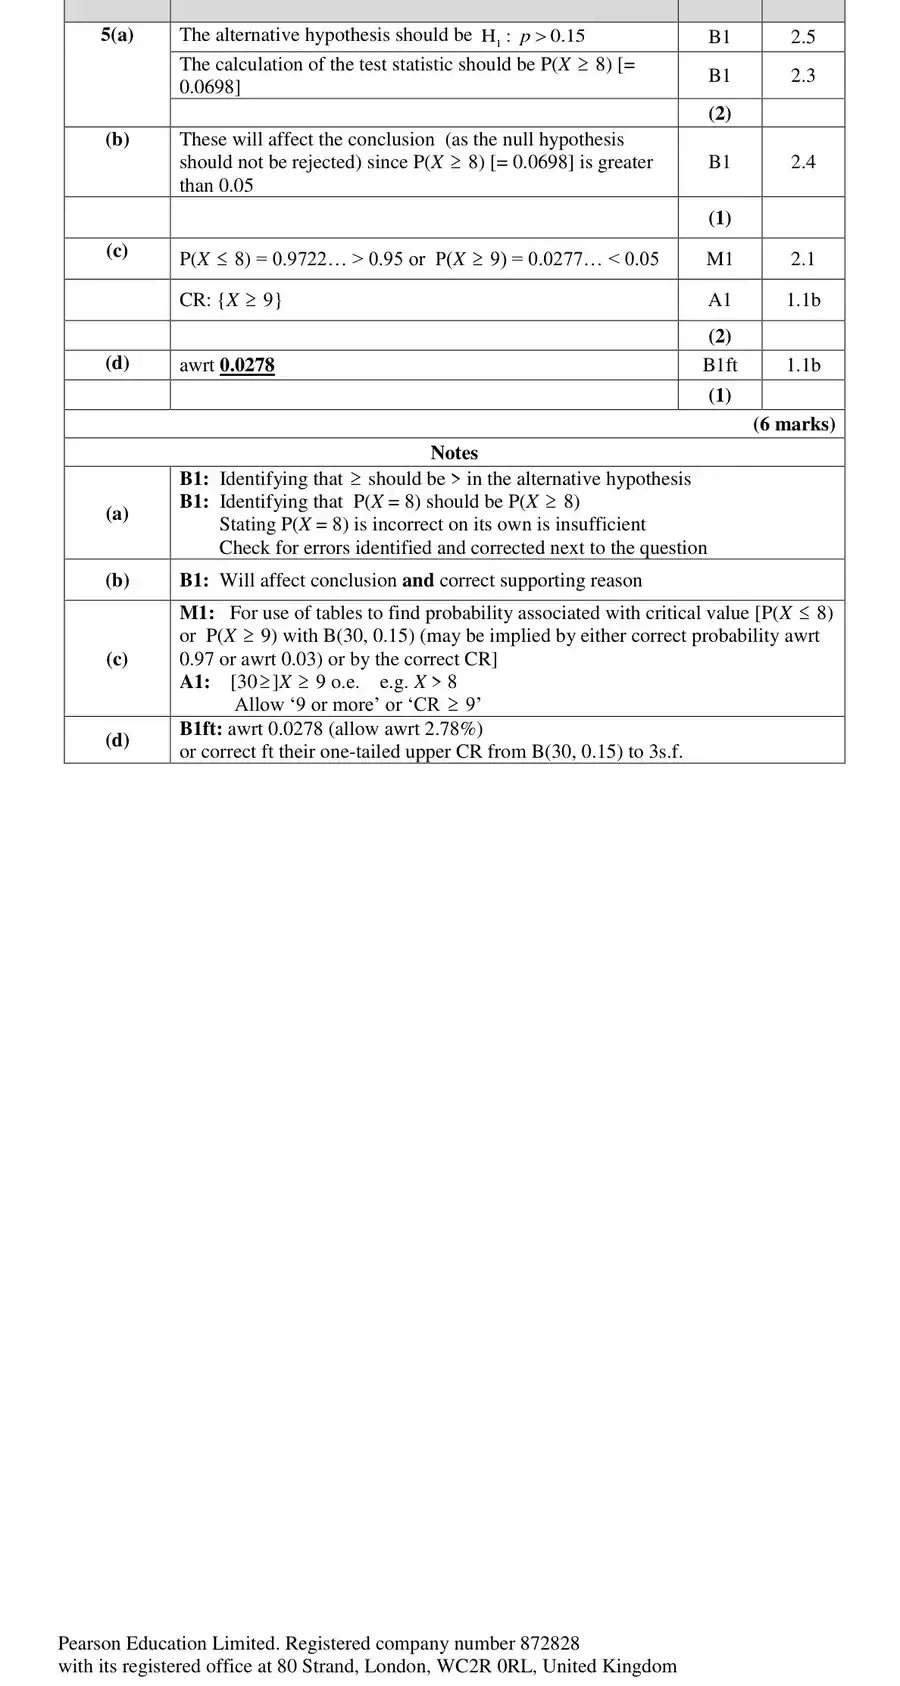 5(a) The alternative hypothesis should be H₁ : p > 0.15 B1 2.5
The calculation of the test statistic should be P(X ≥ 8) [=
0.0698] B1 2.3
(2)
(b) These will affect the conclusion (as the null hypothesis
should not be rejected) since P(X ≥ 8) [= 0.0698] is greater
than 0.05 B1 2.4
(1)
(c) P(X ≤ 8) = 0.9722… > 0.95 or P(X ≥ 9) = 0.0277… < 0.05 M1 2.1
CR: {X ≥ 9} A1 1.1b
(2)
(d) awrt 0.0278 B1ft 1.1b
(1)
(6 marks)
Notes
(a) B1: Identifying that ≥ should be > in the alternative hypothesis
B1: Identifying that P(X = 8) should be P(X ≥ 8)
Stating P(X = 8) is incorrect on its own is insufficient
Check for errors identified and corrected next to the question
(b) B1: Will affect conclusion and correct supporting reason
(c) M1: For use of tables to find probability associated with critical value [P(X ≤ 8)
or P(X ≥ 9) with B(30, 0.15) (may be implied by either correct probability awrt
0.97 or awrt 0.03) or by the correct CR]
A1: [30≥]X ≥ 9 o.e. e.g. X > 8
Allow ‘9 or more’ or ‘CR ≥ 9’
(d) B1ft: awrt 0.0278 (allow awrt 2.78%)
or correct ft their one-tailed upper CR from B(30, 0.15) to 3s.f.
Pearson Education Limited. Registered company number 872828
with its registered office at 80 Strand, London, WC2R 0RL, United Kingdom